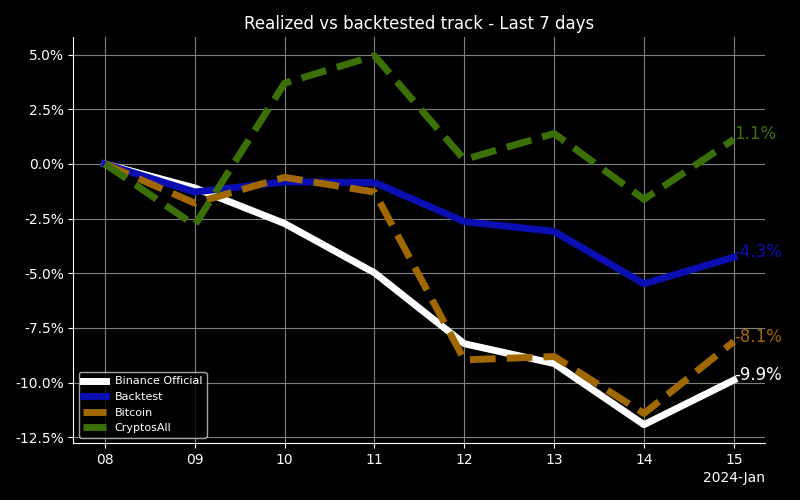 Realized vs backtested track - Last 7 days
5.0%
2.5%
0.0%
-2.5%
-5.0%
-7.5%
-10.0%
-12.5%
1.1%
-4.3%
-8.1%
-9.9%
Binance Official
Backtest
Bitcoin
CryptosAll
08 09 10 11 12 13 14 15
2024-Jan